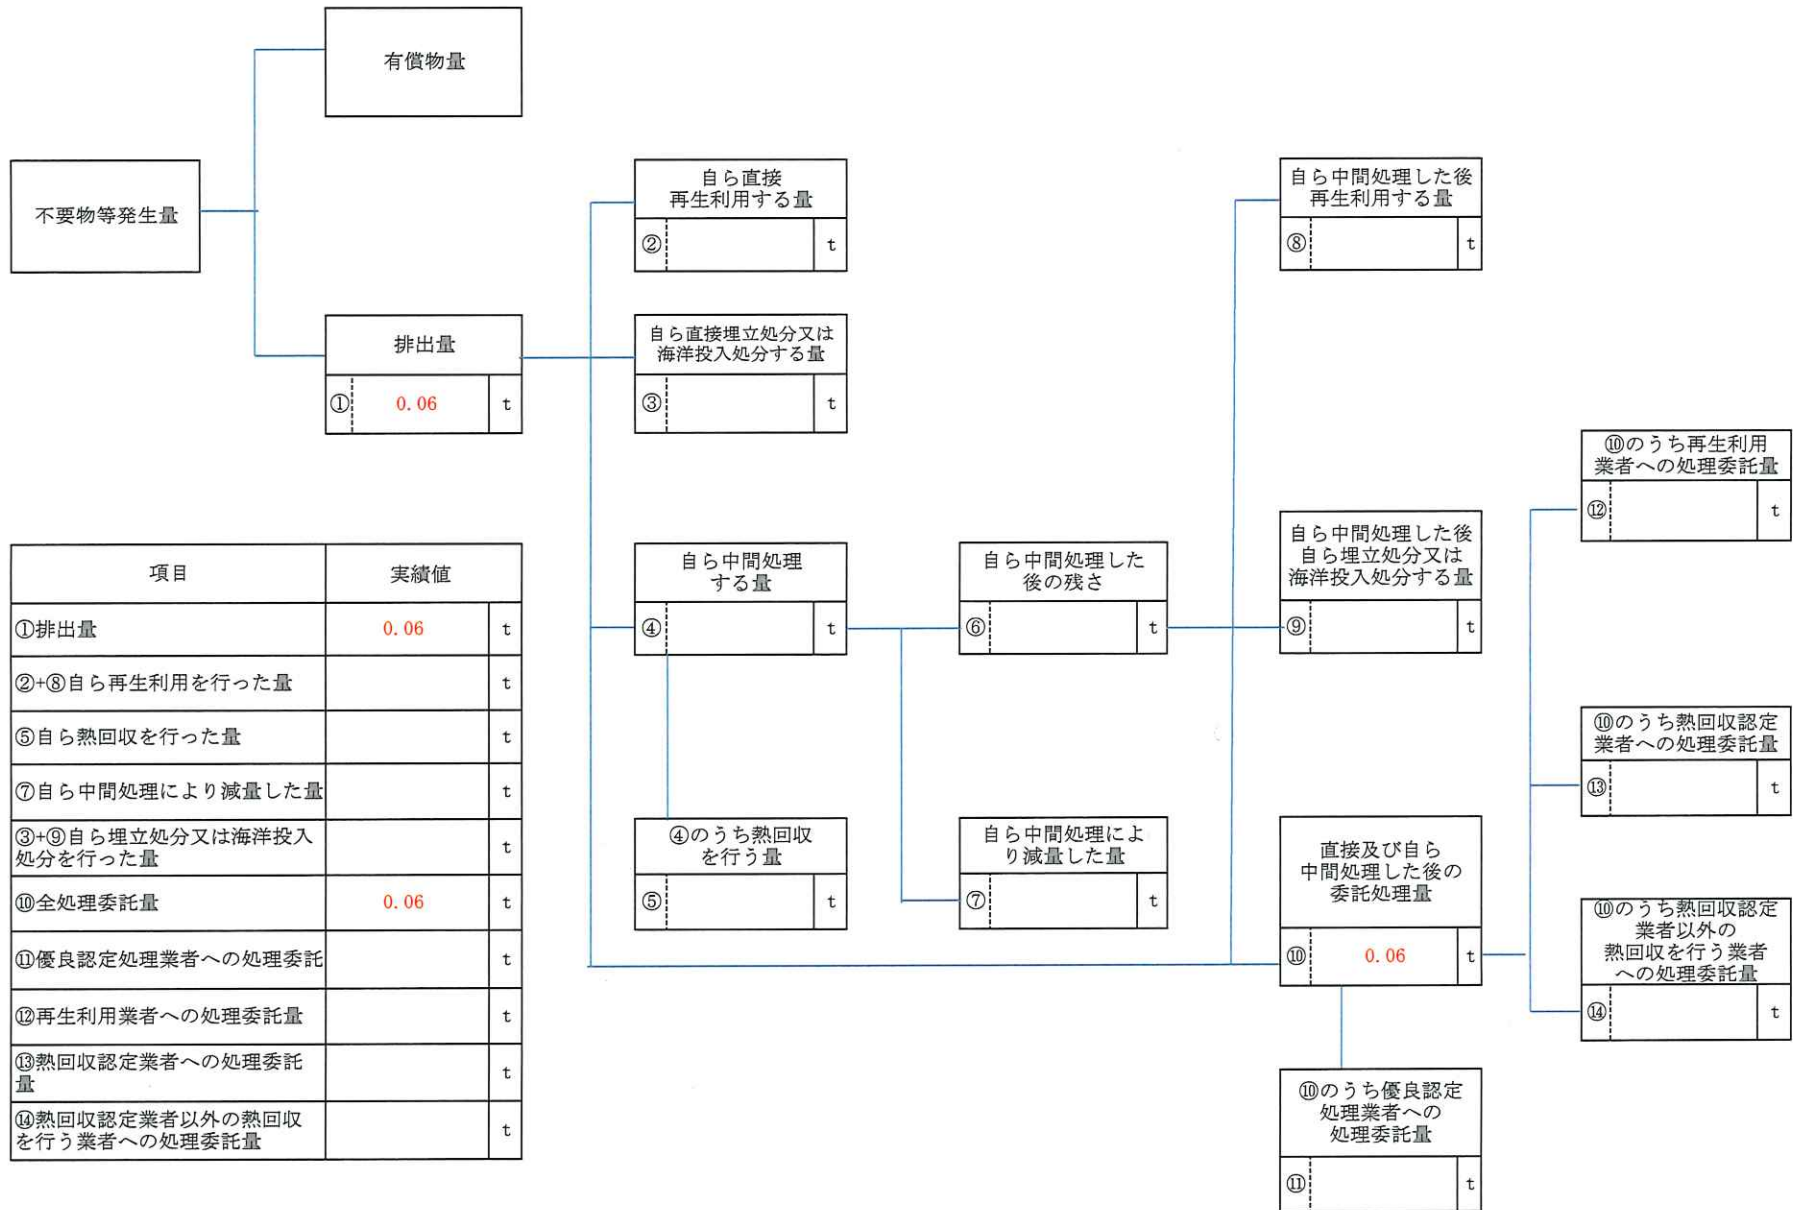 有償物量
不要物等発生量
排出量
① 0.06 t
自ら直接
再生利用する量
② t
自ら直接埋立処分又は
海洋投入処分する量
③ t
自ら中間処理
する量
④ t
④のうち熱回収
を行う量
⑤ t
自ら中間処理した
後の残さ
⑥ t
自ら中間処理によ
り減量した量
⑦ t
自ら中間処理した後
再生利用する量
⑧ t
自ら中間処理した後
自ら埋立処分又は
海洋投入処分する量
⑨ t
直接及び自ら
中間処理した後の
委託処理量
⑩ 0.06 t
⑩のうち優良認定
処理業者への
処理委託量
⑪ t
⑩のうち再生利用
業者への処理委託量
⑫ t
⑩のうち熱回収認定
業者への処理委託量
⑬ t
⑩のうち熱回収認定
業者以外の
熱回収を行う業者
への処理委託量
⑭ t
項目 実績値
①排出量 0.06 t
②+⑧自ら再生利用を行った量 t
⑤自ら熱回収を行った量 t
⑦自ら中間処理により減量した量 t
③+⑨自ら埋立処分又は海洋投入
処分を行った量 t
⑩全処理委託量 0.06 t
⑪優良認定処理業者への処理委託 t
⑫再生利用業者への処理委託量 t
⑬熱回収認定業者への処理委託
量 t
⑭熱回収認定業者以外の熱回収
を行う業者への処理委託量 t